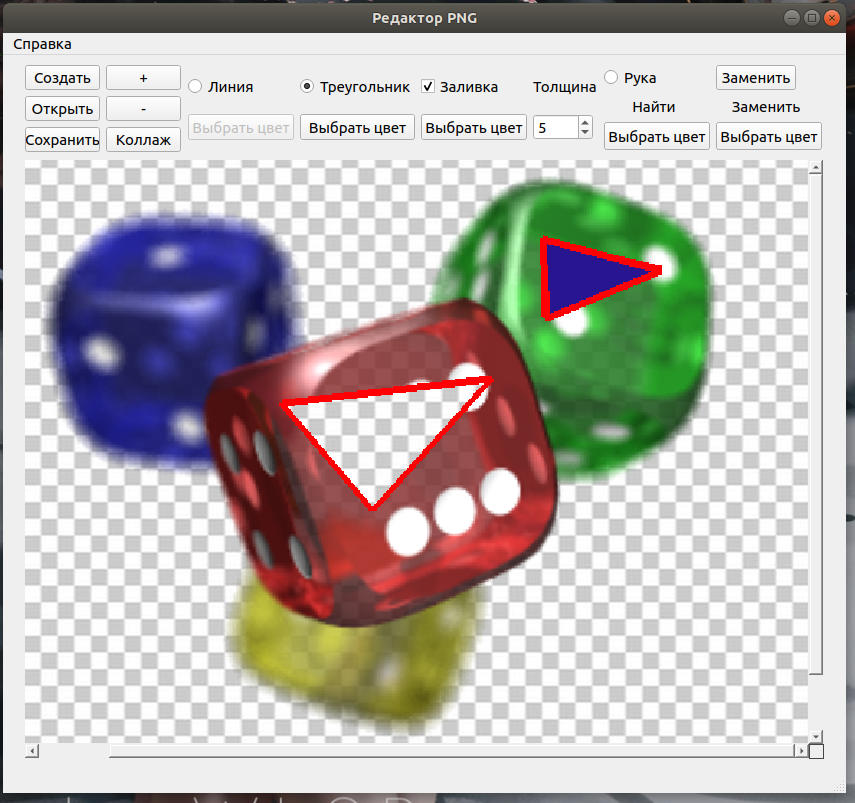 Редактор PNG
Справка
Создать + Линия Треугольник Заливка Толщина Рука Заменить
Открыть - Найти Заменить
Выбрать цвет Выбрать цвет Выбрать цвет 5 Выбрать цвет Выбрать цвет
Сохранить Коллаж